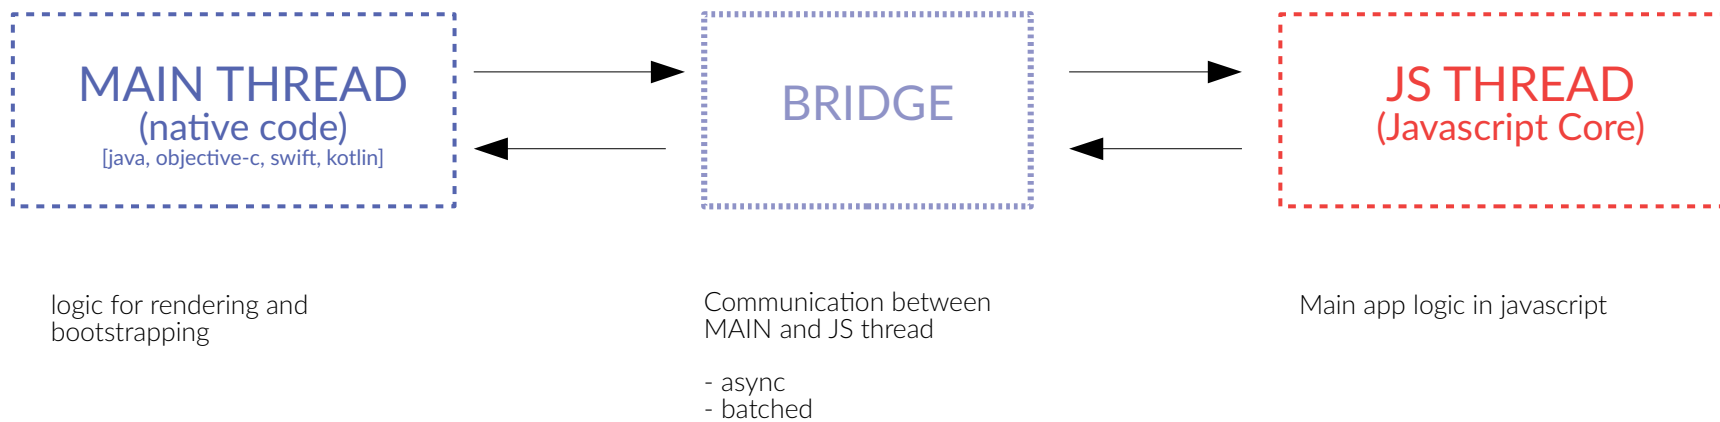 MAIN THREAD
(native code)
[java, objective-c, swift, kotlin]
BRIDGE
JS THREAD
(Javascript Core)
logic for rendering and
bootstrapping
Communication between
MAIN and JS thread
- async
- batched
Main app logic in javascript